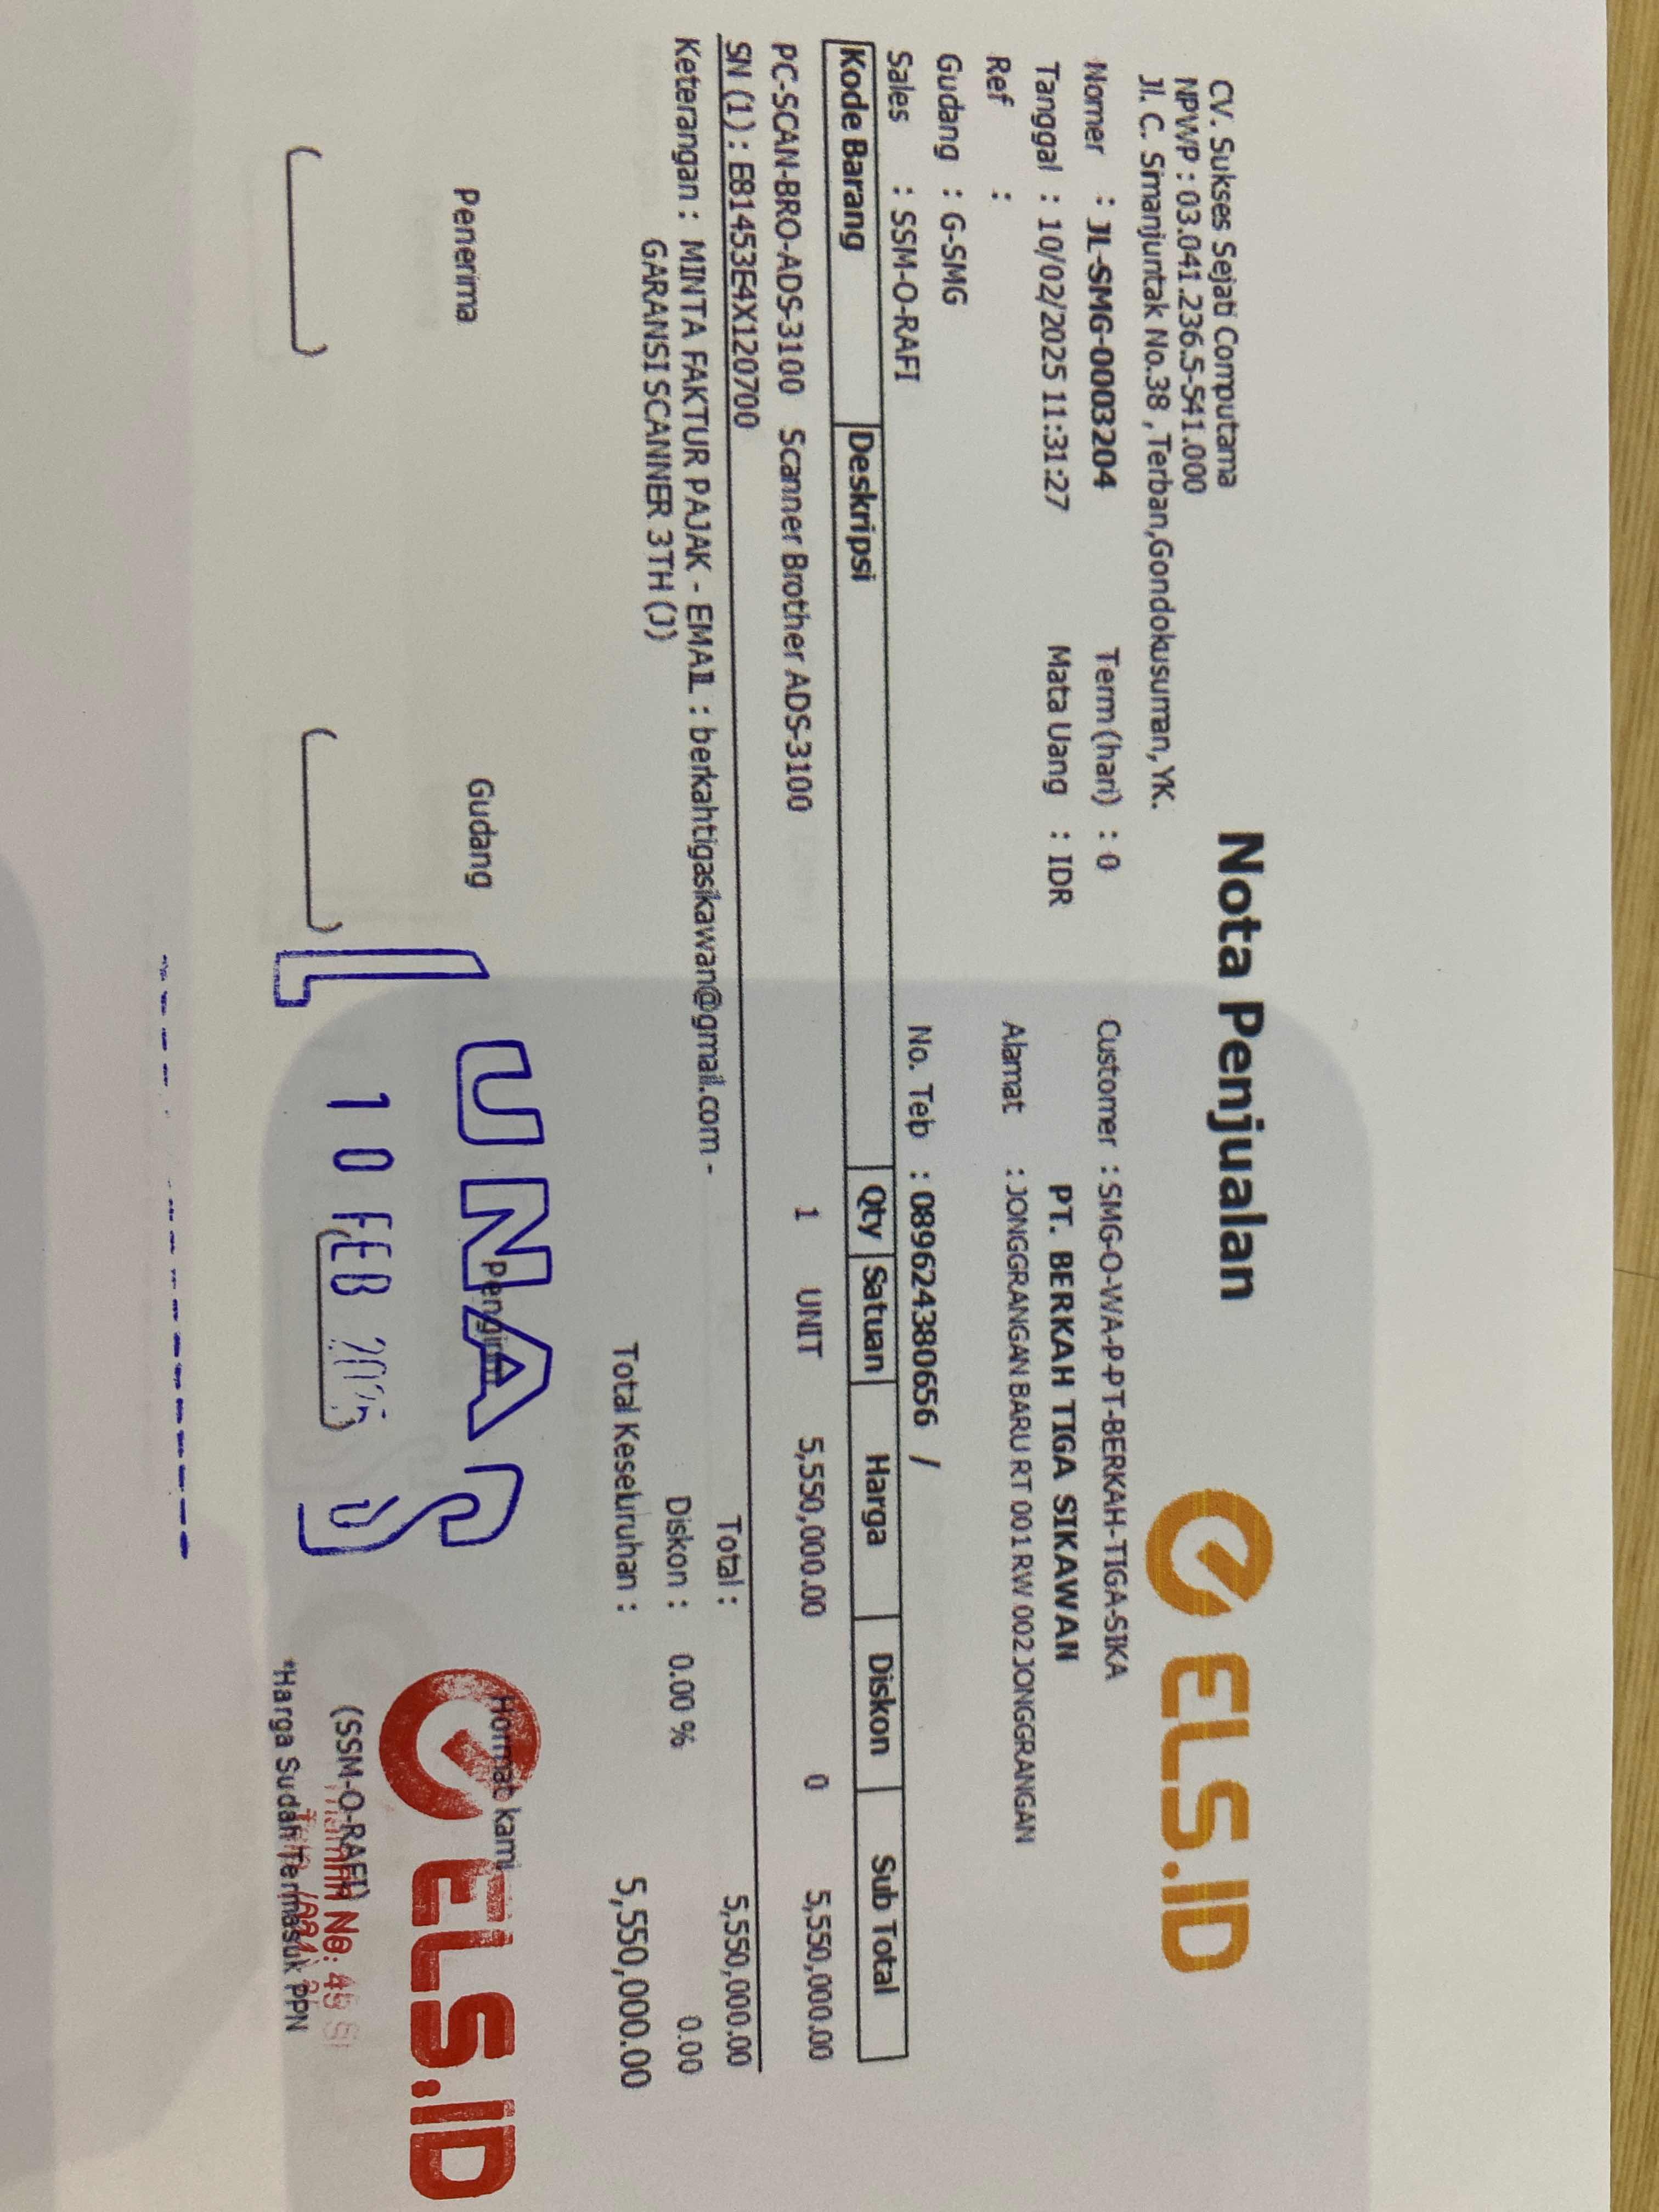 Nota Penjualan
ELS.ID
CV. Sukses Sejati Computama
NPWP : 03.041.236.5-541.000
Jl. C. Simanjuntak No.38 , Terban,Gondokusuman, YK.
Nomer : JL-SMG-0003204 Term (hari) : 0 Customer : SMG-O-WA-P-PT-BERKAH-TIGA-SIKA
Tanggal : 10/02/2025 11:31:27 Mata Uang : IDR PT. BERKAH TIGA SIKAWAN
Ref : Alamat : JONGGRANGAN BARU RT 001 RW 002 JONGGRANGAN
Gudang : G-SMG
Sales : SSM-O-RAFI No. Telp : 089624380656 /
Kode Barang Deskripsi Qty Satuan Harga Diskon Sub Total
PC-SCAN-BRO-ADS-3100 Scanner Brother ADS-3100 1 UNIT 5,550,000.00 0 5,550,000.00
SN (1) : E81453E4X120700
Keterangan : MINTA FAKTUR PAJAK - EMAIL : berkahtigasikawan@gmail.com - Total : 5,550,000.00
GARANSI SCANNER 3TH (J) Diskon : 0.00 % 0.00
Total Keseluruhan : 5,550,000.00
Penerima Gudang Pengirim Hormat kami
LUNAS
10 FEB 2025
ELS.ID
(SSM-O-RAFI)
*Harga Sudah Termasuk PPN